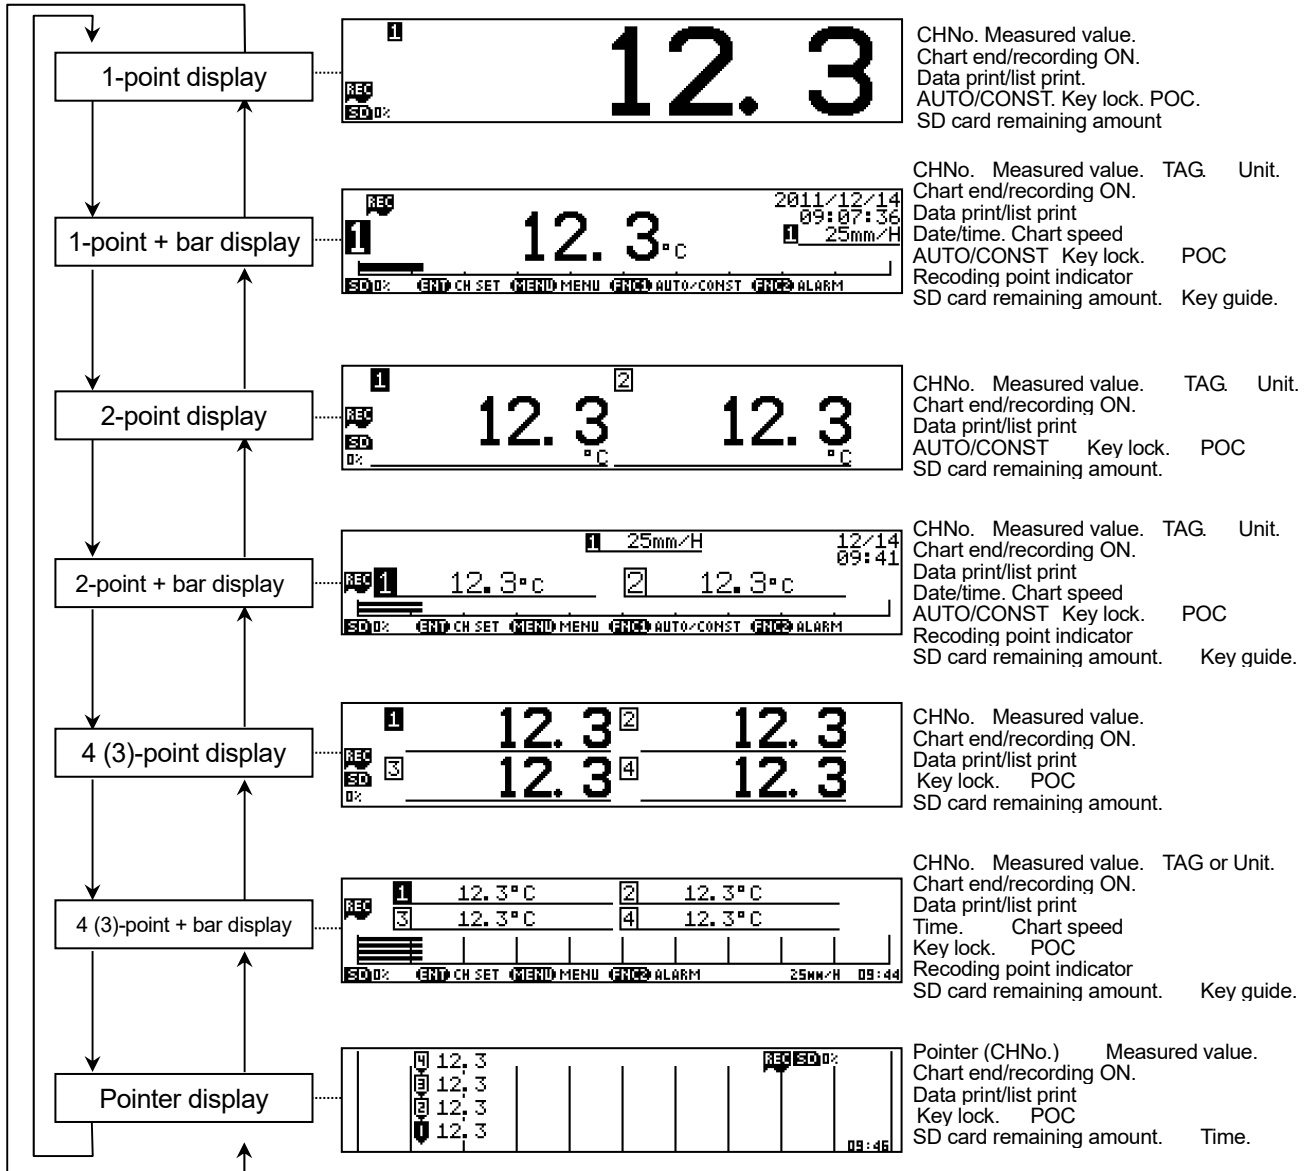 1
12. 3
REC
SD 0%
1-point display
CHNo. Measured value.
Chart end/recording ON.
Data print/list print.
AUTO/CONST. Key lock. POC.
SD card remaining amount
1-point + bar display
REC
1
12. 3 °C
2011/12/14
09:07:36
1 25mm/H
SD 0% ENT CH SET MENU MENU FNC1 AUTO/CONST FNC2 ALARM
CHNo. Measured value. TAG. Unit.
Chart end/recording ON.
Data print/list print
Date/time. Chart speed
AUTO/CONST Key lock. POC
Recoding point indicator
SD card remaining amount. Key guide.
2-point display
1 2
REC 12. 3 12. 3
SD
0% °C °C
CHNo. Measured value. TAG. Unit.
Chart end/recording ON.
Data print/list print
AUTO/CONST Key lock. POC
SD card remaining amount.
2-point + bar display
1 25mm/H 12/14
09:41
REC 1 12. 3°C 2 12. 3°C
SD 0% ENT CH SET MENU MENU FNC1 AUTO/CONST FNC2 ALARM
CHNo. Measured value. TAG. Unit.
Chart end/recording ON.
Data print/list print
Date/time. Chart speed
AUTO/CONST Key lock. POC
Recoding point indicator
SD card remaining amount. Key guide.
4 (3)-point display
1 12. 3 2 12. 3
REC
SD 3 12. 3 4 12. 3
0%
CHNo. Measured value.
Chart end/recording ON.
Data print/list print
Key lock. POC
SD card remaining amount.
4 (3)-point + bar display
1 12. 3°C 2 12. 3°C
REC
3 12. 3°C 4 12. 3°C
SD 0% ENT CH SET MENU MENU FNC2 ALARM 25mm/H 09:44
CHNo. Measured value. TAG or Unit.
Chart end/recording ON.
Data print/list print
Time. Chart speed
Key lock. POC
Recoding point indicator
SD card remaining amount. Key guide.
Pointer display
4 12. 3 REC SD 0%
3 12. 3
2 12. 3
1 12. 3
09:46
Pointer (CHNo.) Measured value.
Chart end/recording ON.
Data print/list print
Key lock. POC
SD card remaining amount. Time.